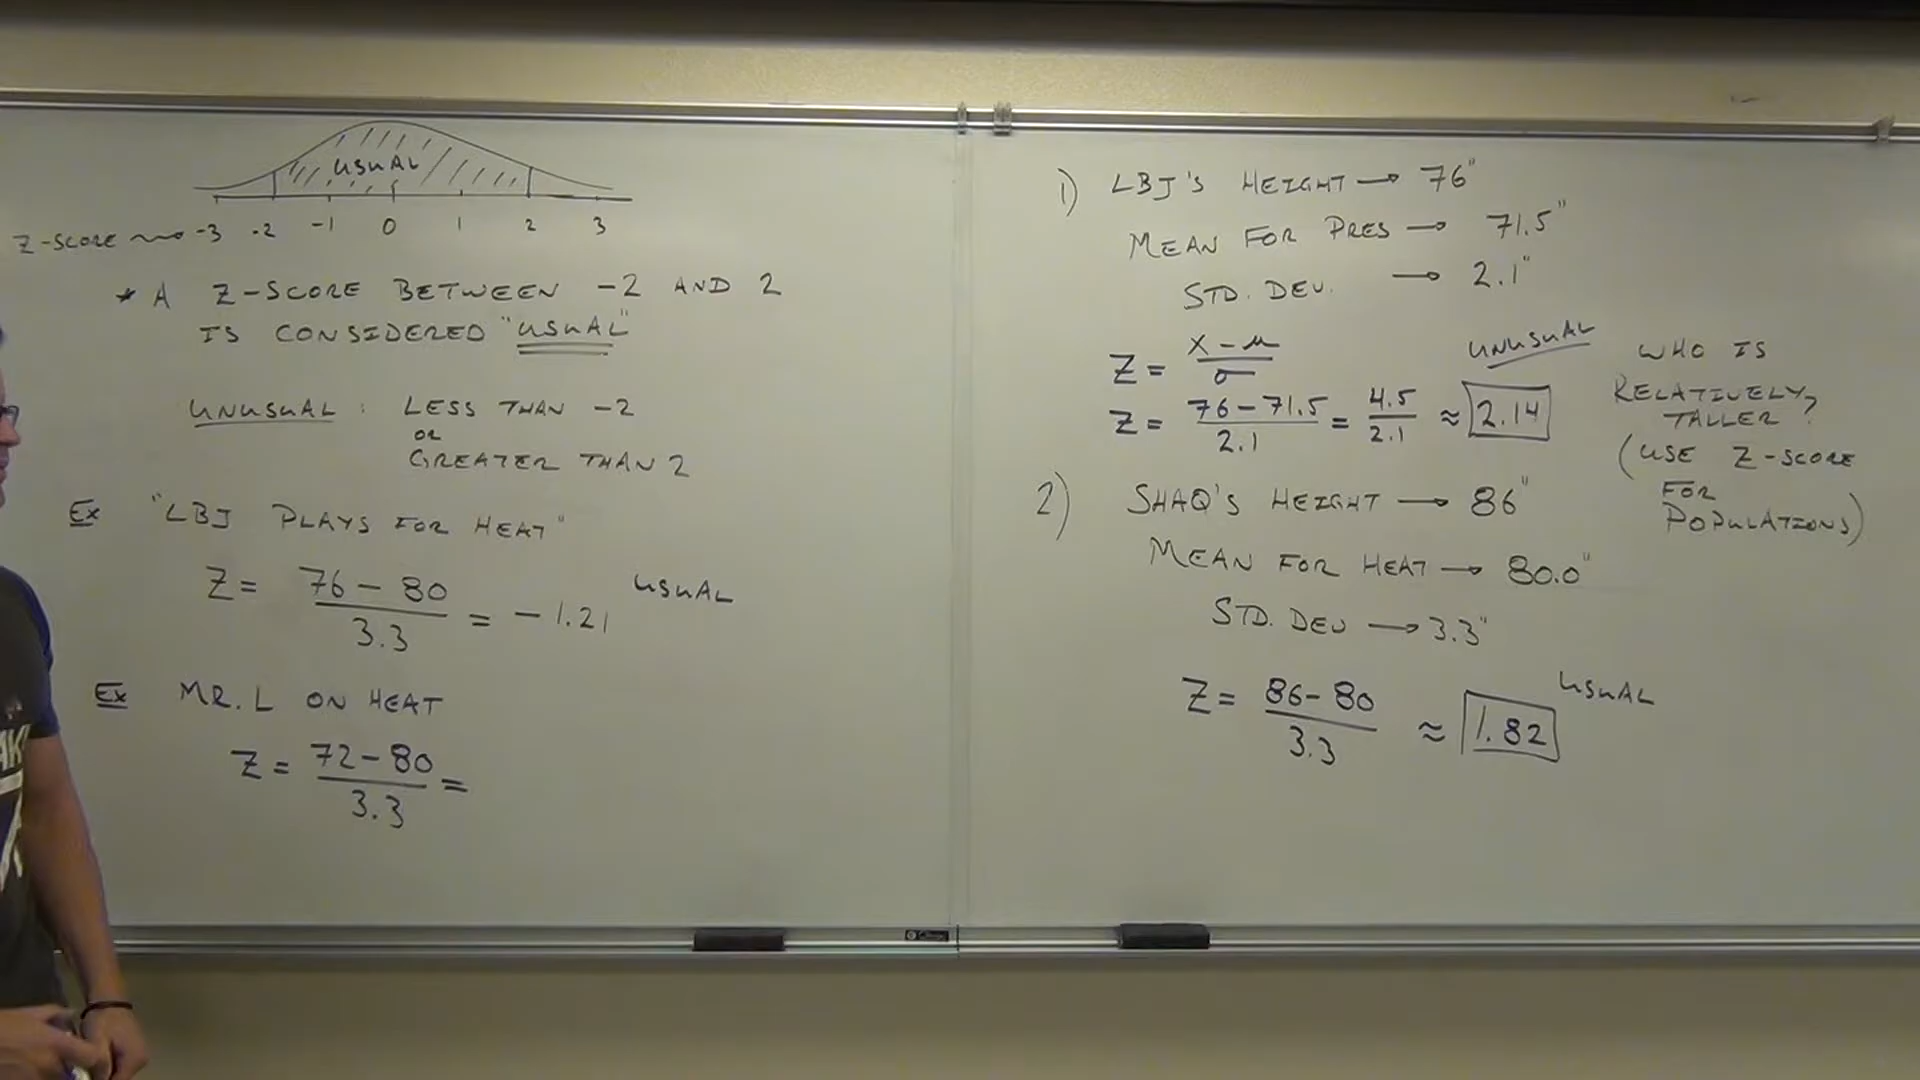 USUAL
-3 -2 -1 0 1 2 3
Z-SCORE
* A Z-SCORE BETWEEN -2 AND 2
IS CONSIDERED "USUAL"
UNUSUAL: LESS THAN -2
OR
GREATER THAN 2
Ex "LBJ PLAYS FOR HEAT"
Z = 76 - 80
3.3
= -1.21 USUAL
Ex MR. L ON HEAT
Z = 72 - 80 =
3.3
1) LBJ'S HEIGHT → 76"
MEAN FOR PRES → 71.5"
STD. DEV. → 2.1"
Z = X - μ
σ
Z = 76 - 71.5 = 4.5 ≈ 2.14
2.1 2.1
UNUSUAL
WHO IS
RELATIVELY
TALLER?
(USE Z-SCORE
FOR
POPULATIONS)
2) SHAQ'S HEIGHT → 86"
MEAN FOR HEAT → 80.0"
STD. DEV → 3.3"
Z = 86 - 80 ≈ 1.82
3.3
USUAL